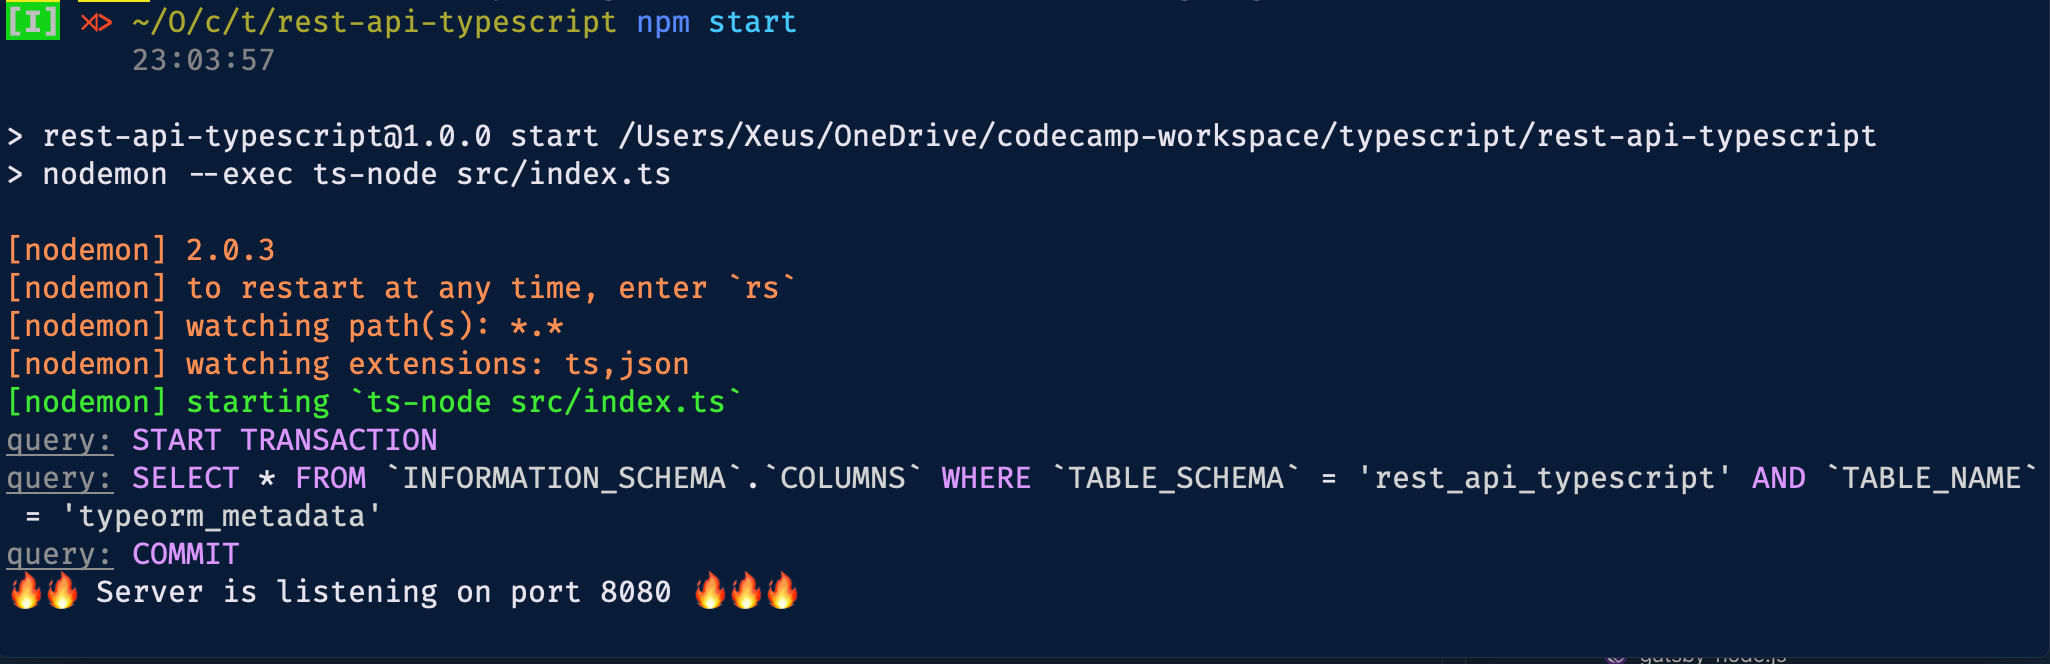 [I] ⋊> ~/O/c/t/rest-api-typescript npm start
23:03:57
> rest-api-typescript@1.0.0 start /Users/Xeus/OneDrive/codecamp-workspace/typescript/rest-api-typescript
> nodemon --exec ts-node src/index.ts
[nodemon] 2.0.3
[nodemon] to restart at any time, enter `rs`
[nodemon] watching path(s): *.*
[nodemon] watching extensions: ts,json
[nodemon] starting `ts-node src/index.ts`
query: START TRANSACTION
query: SELECT * FROM `INFORMATION_SCHEMA`.`COLUMNS` WHERE `TABLE_SCHEMA` = 'rest_api_typescript' AND `TABLE_NAME`
= 'typeorm_metadata'
query: COMMIT
🔥🔥 Server is listening on port 8080 🔥🔥🔥
gatsby-node.js